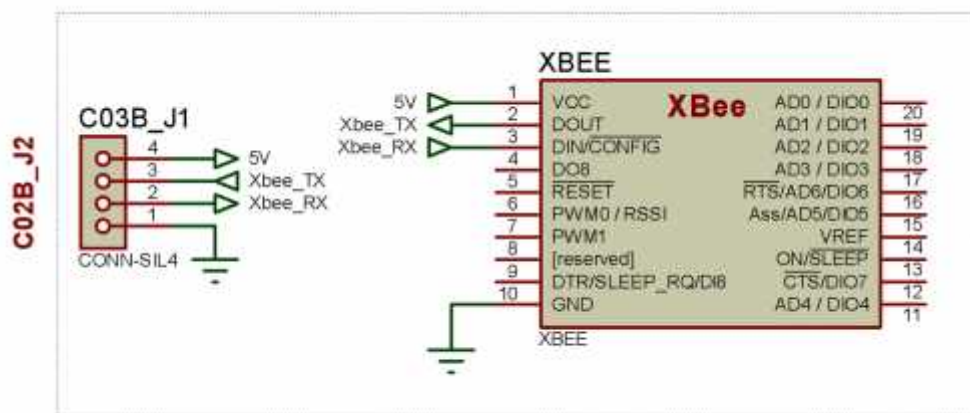 C02B_J2
C03B_J1
4
3
2
1
5V
Xbee_TX
Xbee_RX
CONN-SIL4
XBEE
5V
Xbee_TX
Xbee_RX
XBee
1 VCC
2 DOUT
3 DIN/CONFIG
4 DO8
5 RESET
6 PWM0 / RSSI
7 PWM1
8 [reserved]
9 DTR/SLEEP_RQ/DI8
10 GND
AD0 / DIO0 20
AD1 / DIO1 19
AD2 / DIO2 18
AD3 / DIO3 17
RTS/AD6/DIO6 16
Ass/AD5/DIO5 15
VREF 14
ON/SLEEP 13
CTS/DIO7 12
AD4 / DIO4 11
XBEE